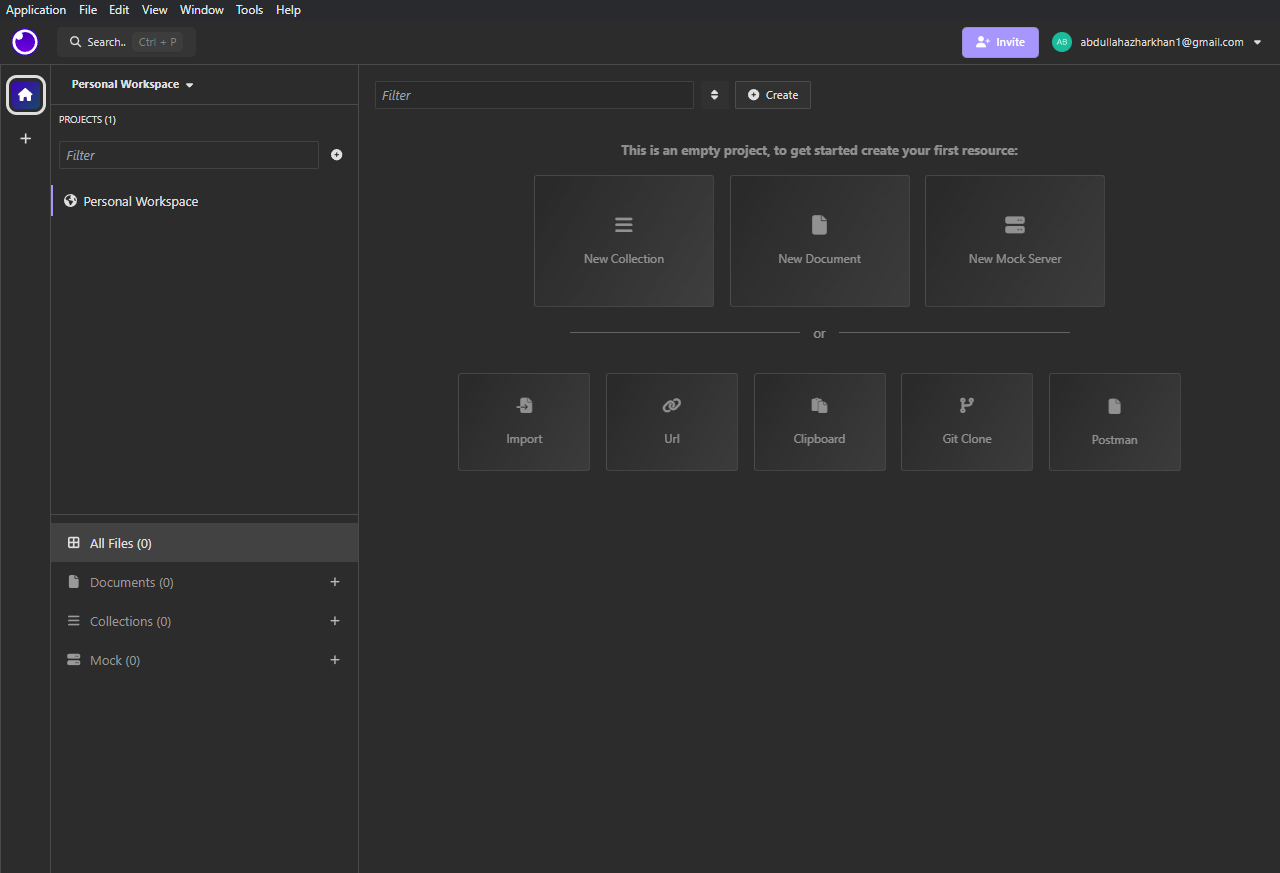 Application File Edit View Window Tools Help
Search.. Ctrl + P
Invite
AB
abdullahazharkhan1@gmail.com
Personal Workspace
PROJECTS (1)
Filter
Personal Workspace
All Files (0)
Documents (0)
Collections (0)
Mock (0)
Filter
Create
This is an empty project, to get started create your first resource:
New Collection
New Document
New Mock Server
or
Import
Url
Clipboard
Git Clone
Postman